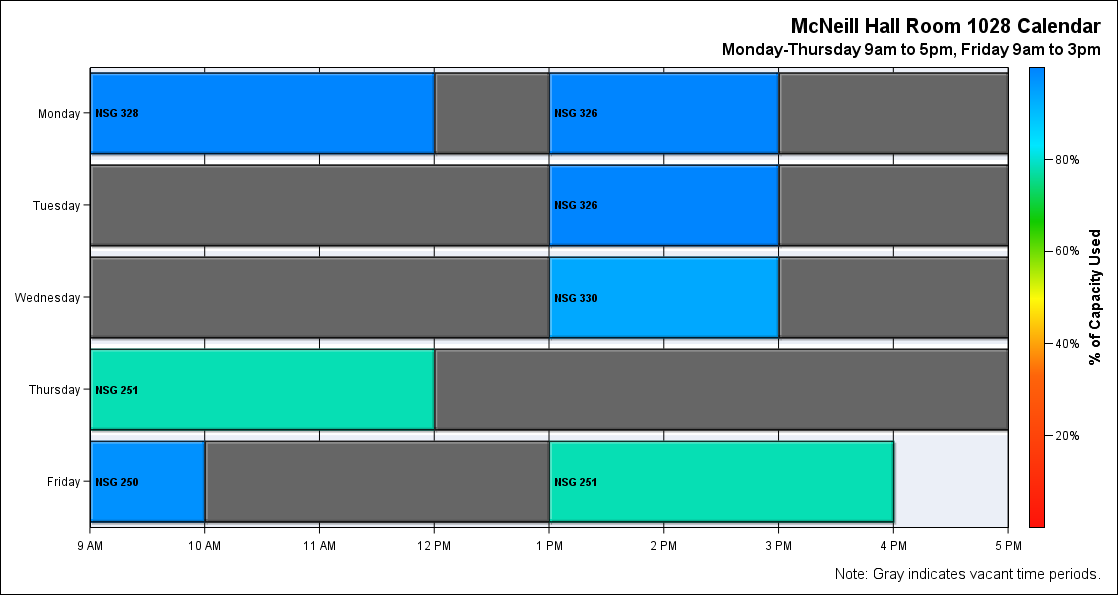 McNeill Hall Room 1028 Calendar
Monday-Thursday 9am to 5pm, Friday 9am to 3pm
Monday
NSG 328
NSG 326
Tuesday
NSG 326
Wednesday
NSG 330
Thursday
NSG 251
Friday
NSG 250
NSG 251
9 AM 10 AM 11 AM 12 PM 1 PM 2 PM 3 PM 4 PM 5 PM
80%
60%
40%
20%
% of Capacity Used
Note: Gray indicates vacant time periods.